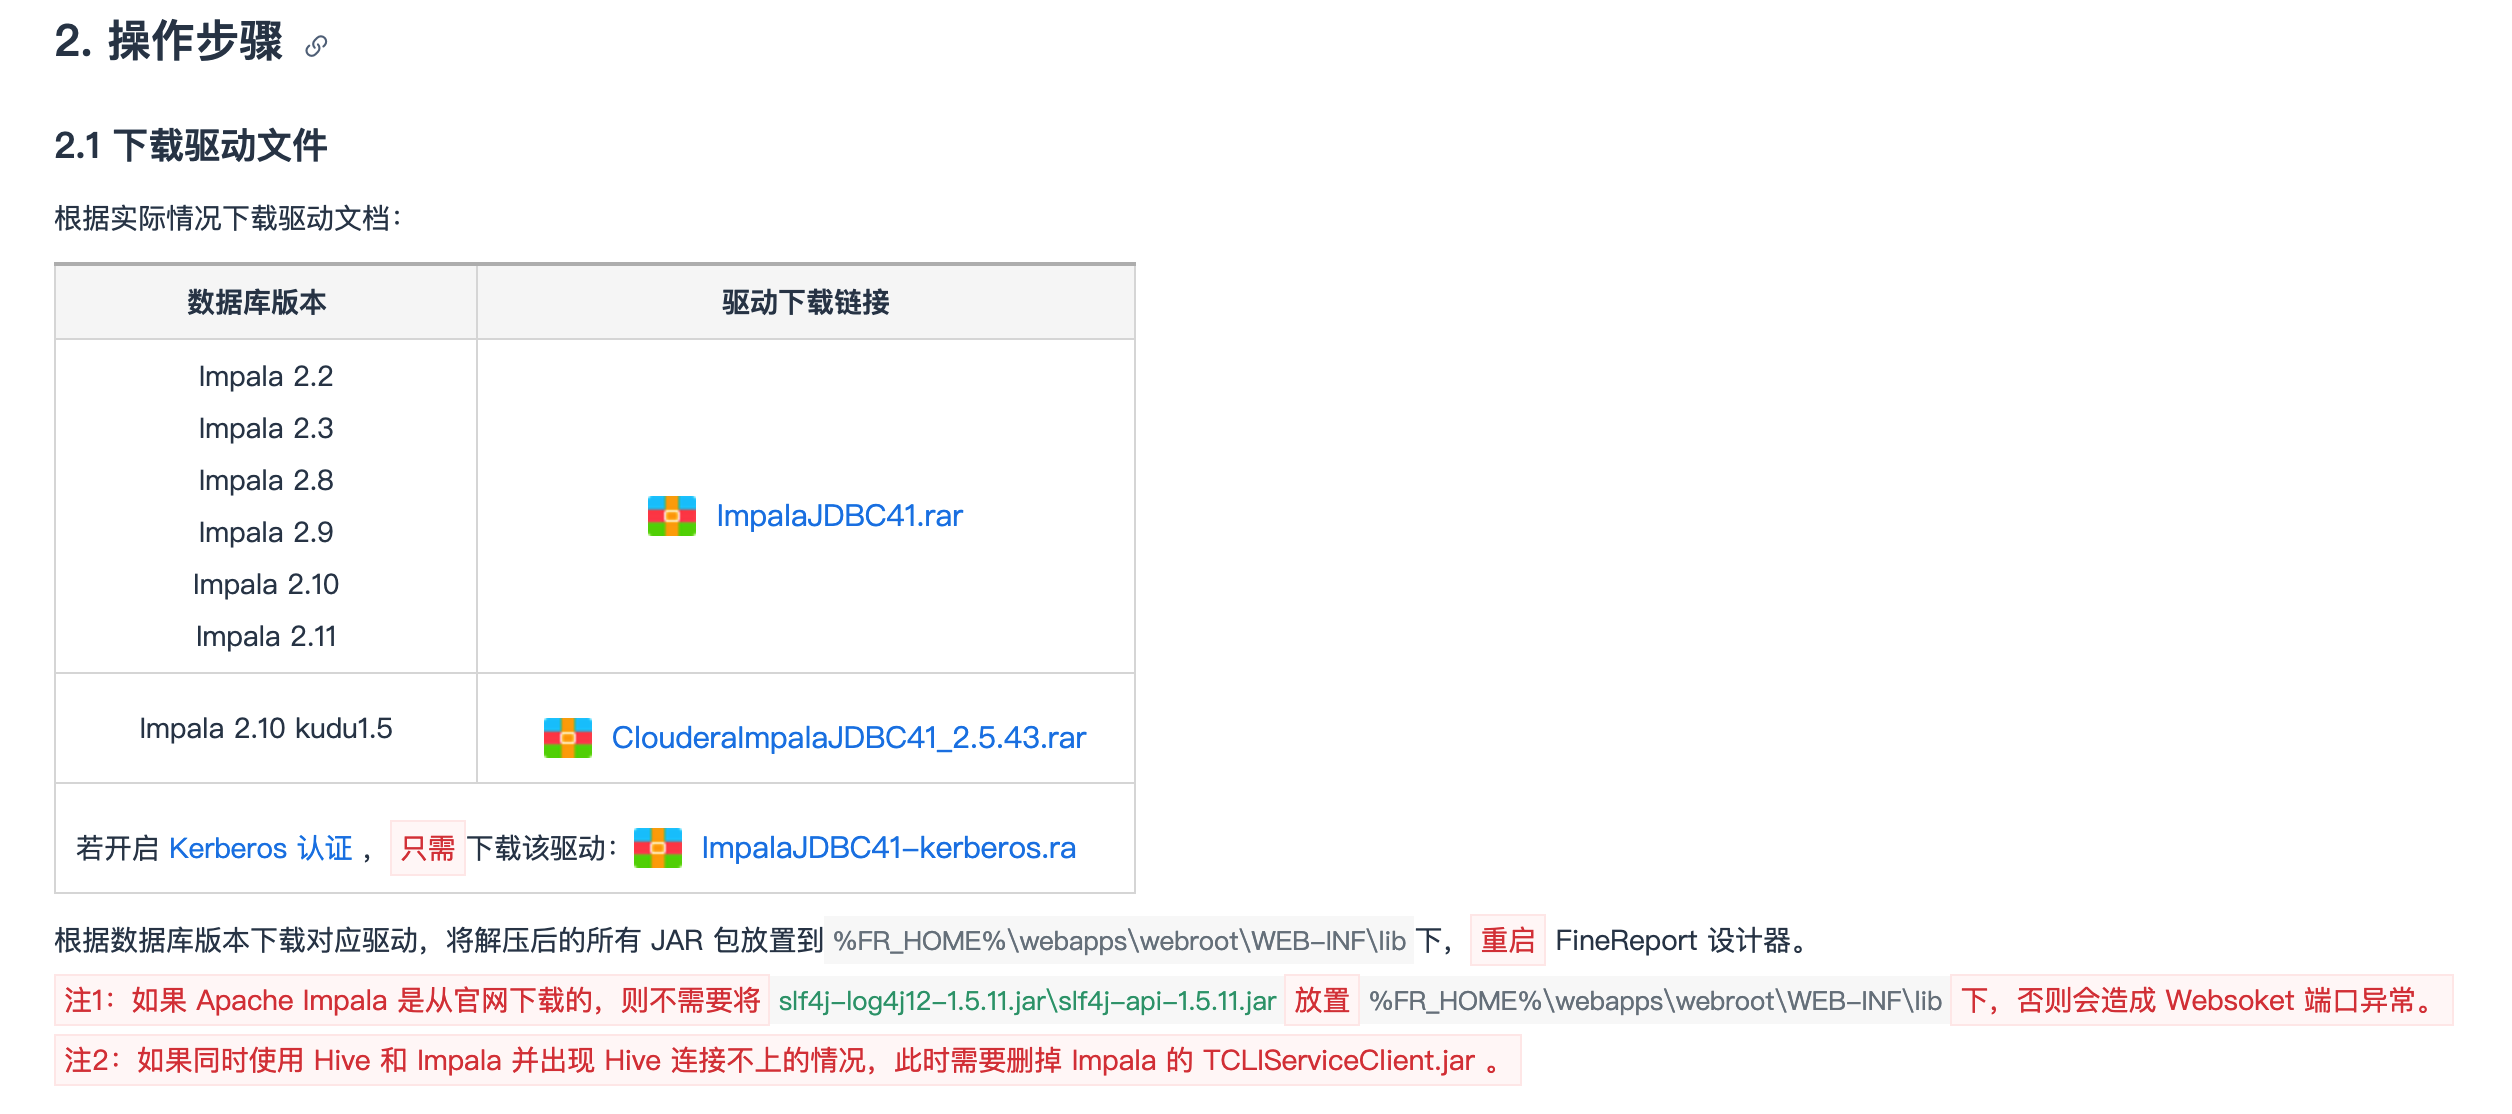 2. 操作步骤
2.1 下载驱动文件
根据实际情况下载驱动文档：
数据库版本 驱动下载链接
Impala 2.2
Impala 2.3
Impala 2.8
Impala 2.9
Impala 2.10
Impala 2.11
ImpalaJDBC41.rar
Impala 2.10 kudu1.5 ClouderaImpalaJDBC41_2.5.43.rar
若开启 Kerberos 认证 ， 只需 下载该驱动： ImpalaJDBC41-kerberos.ra
根据数据库版本下载对应驱动，将解压后的所有 JAR 包放置到 %FR_HOME%\webapps\webroot\WEB-INF\lib 下， 重启 FineReport 设计器。
注1：如果 Apache Impala 是从官网下载的，则不需要将 slf4j-log4j12-1.5.11.jar\slf4j-api-1.5.11.jar 放置 %FR_HOME%\webapps\webroot\WEB-INF\lib 下，否则会造成 Websoket 端口异常。
注2：如果同时使用 Hive 和 Impala 并出现 Hive 连接不上的情况，此时需要删掉 Impala 的 TCLIServiceClient.jar 。